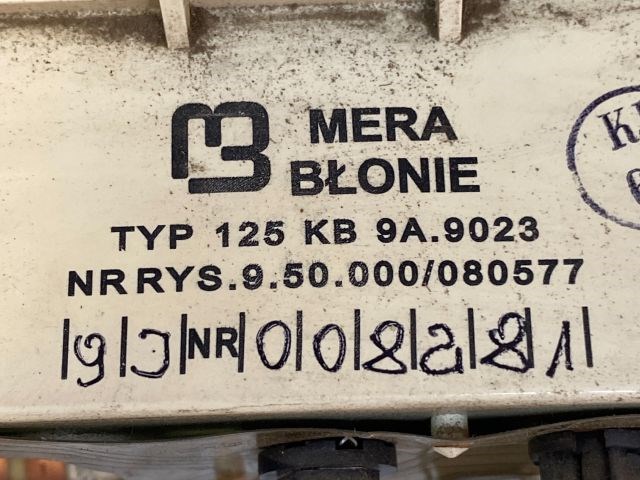 MERA
BŁONIE
TYP 125 KB 9A.9023
NR RYS.9.50.000/080577
NR